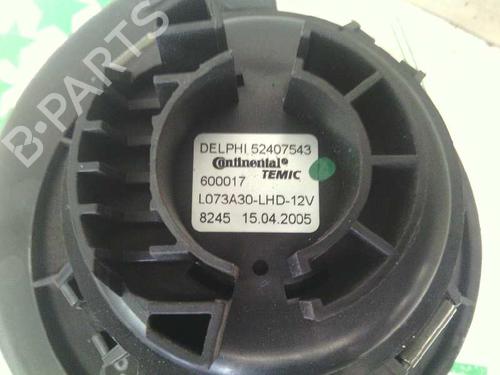 B-PARTS
DELPHI 52407543
Continental®
TEMIC
600017
L073A30-LHD-12V
8245 15.04.2005